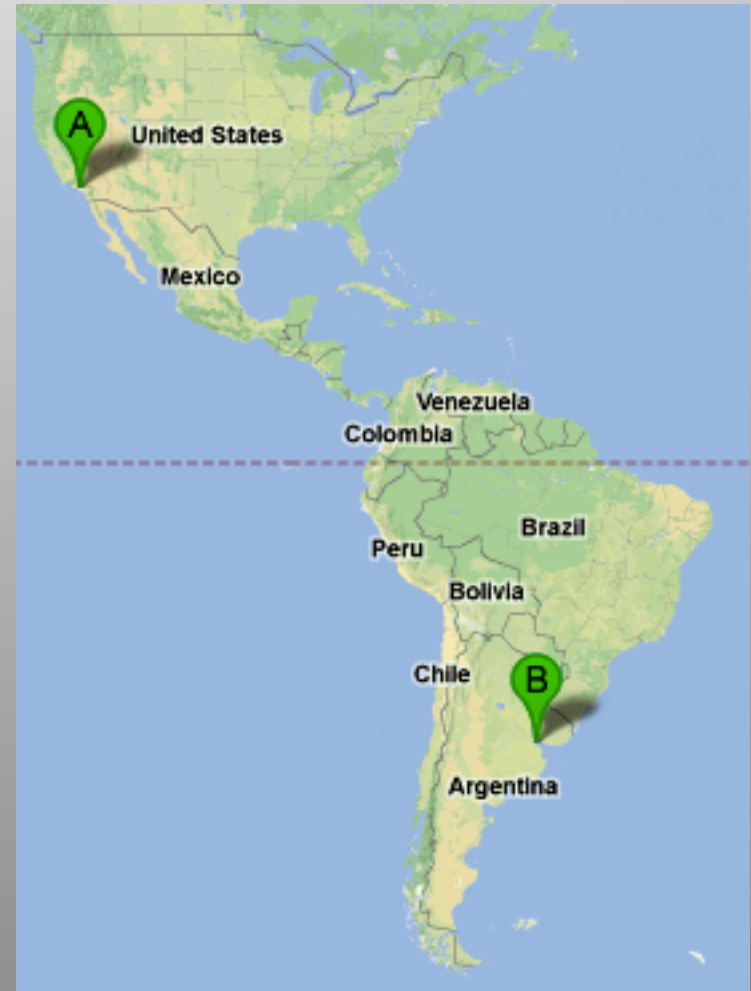 A
United States
Mexico
Venezuela
Colombia
Brazil
Peru
Bolivia
Chile
B
Argentina